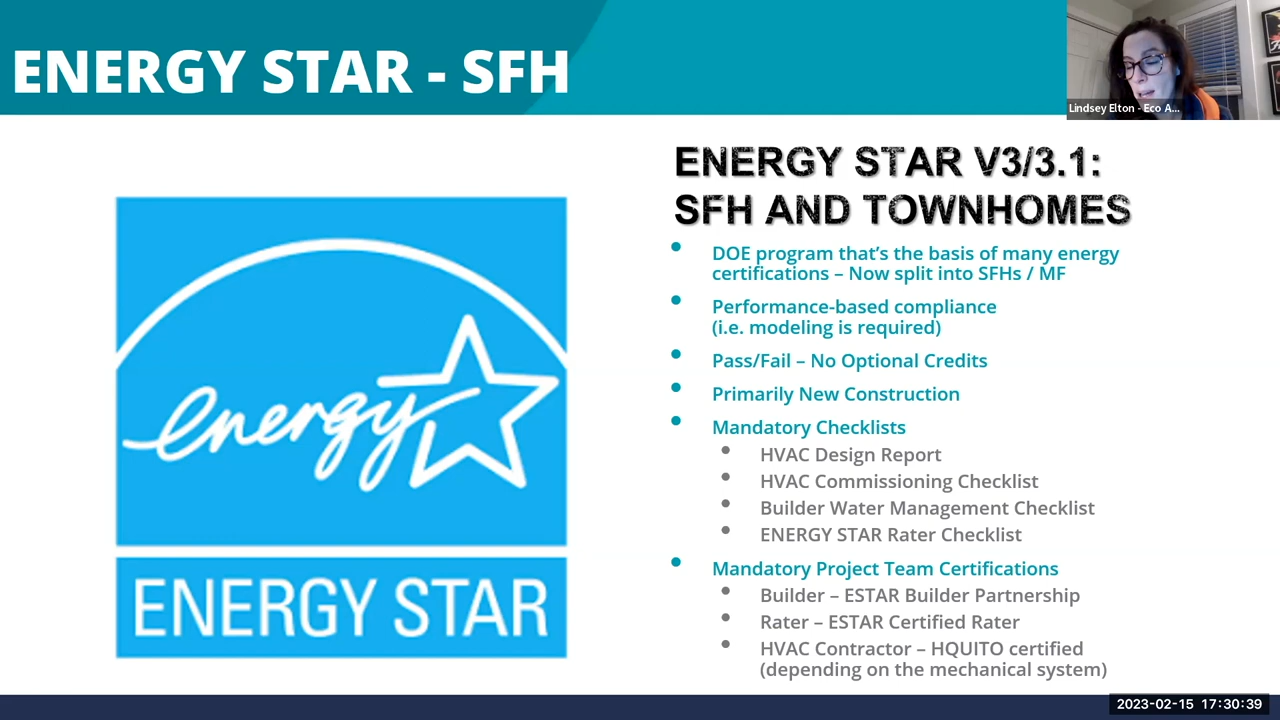 ENERGY STAR - SFH
Lindsey Elton - Eco A...
ENERGY STAR V3/3.1:
SFH AND TOWNHOMES
energy
ENERGY STAR
DOE program that's the basis of many energy
certifications – Now split into SFHs / MF
Performance-based compliance
(i.e. modeling is required)
Pass/Fail – No Optional Credits
Primarily New Construction
Mandatory Checklists
HVAC Design Report
HVAC Commissioning Checklist
Builder Water Management Checklist
ENERGY STAR Rater Checklist
Mandatory Project Team Certifications
Builder – ESTAR Builder Partnership
Rater – ESTAR Certified Rater
HVAC Contractor – HQUITO certified
(depending on the mechanical system)
2023-02-15 17:30:39